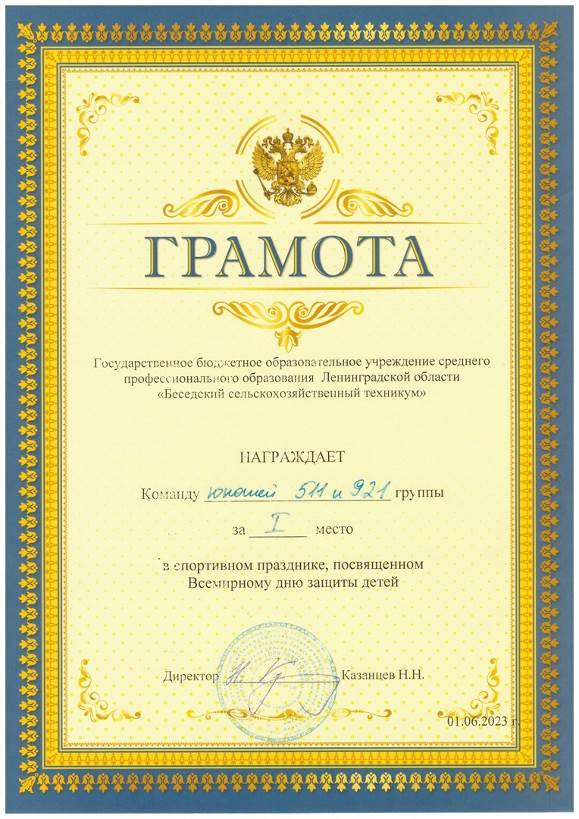 ГРАМОТА
Государственное бюджетное образовательное учреждение среднего
профессионального образования Ленинградской области
«Беседский сельскохозяйственный техникум»
НАГРАЖДАЕТ
Команду юношей 511 и 921 группы
за I место
в спортивном празднике, посвященном
Всемирному дню защиты детей
Директор Казанцев Н.Н.
01.06.2023 г.